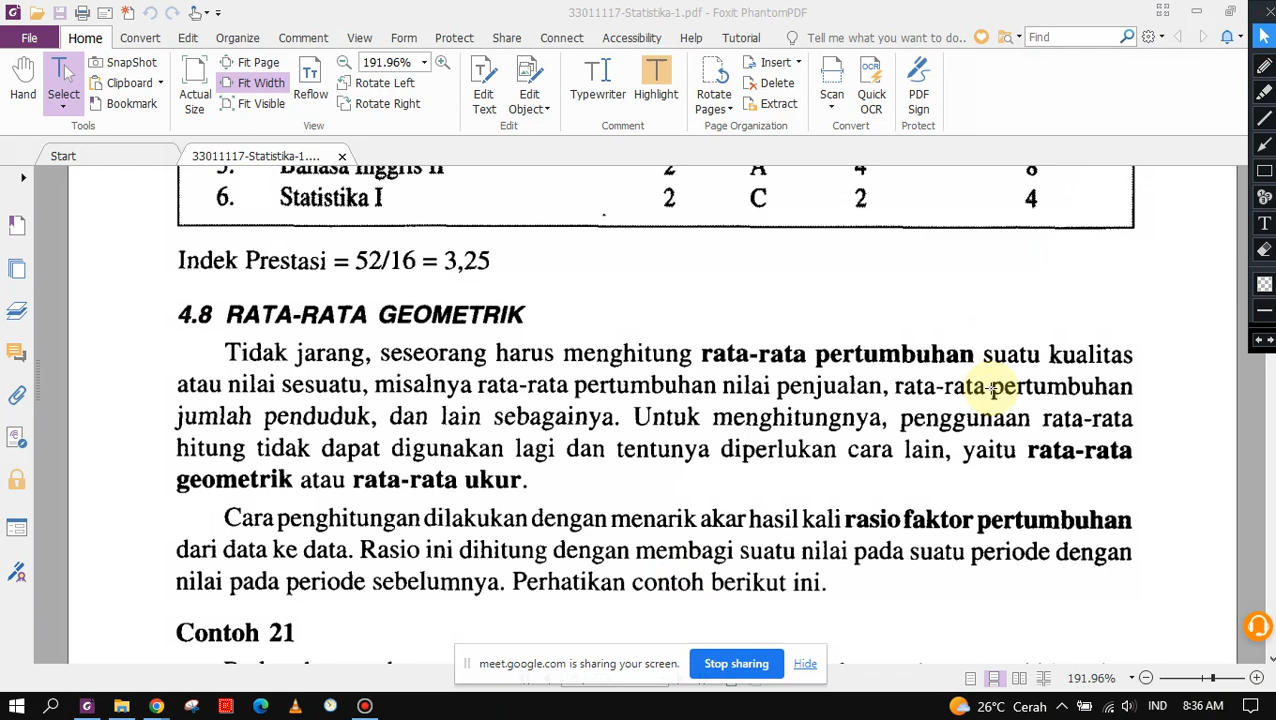 33011117-Statistika-1.pdf - Foxit PhantomPDF
File Home Convert Edit Organize Comment View Form Protect Share Connect Accessibility Help Tutorial Tell me what you want to do... Find
Hand Select SnapShot Clipboard Bookmark Actual Size Fit Page Fit Width Fit Visible Reflow 191.96% Rotate Left Rotate Right Edit Text Edit Object Typewriter Highlight Rotate Pages Insert Delete Extract Scan Quick OCR PDF Sign
Tools View Edit Comment Page Organization Convert Protect
Start 33011117-Statistika-1....
5. Bahasa Inggris II 2 A 4 8
6. Statistika I 2 C 2 4
Indek Prestasi = 52/16 = 3,25
4.8 RATA-RATA GEOMETRIK
Tidak jarang, seseorang harus menghitung rata-rata pertumbuhan suatu kualitas
atau nilai sesuatu, misalnya rata-rata pertumbuhan nilai penjualan, rata-rata pertumbuhan
jumlah penduduk, dan lain sebagainya. Untuk menghitungnya, penggunaan rata-rata
hitung tidak dapat digunakan lagi dan tentunya diperlukan cara lain, yaitu rata-rata
geometrik atau rata-rata ukur.
Cara penghitungan dilakukan dengan menarik akar hasil kali rasio faktor pertumbuhan
dari data ke data. Rasio ini dihitung dengan membagi suatu nilai pada suatu periode dengan
nilai pada periode sebelumnya. Perhatikan contoh berikut ini.
Contoh 21
meet.google.com is sharing your screen. Stop sharing Hide
191.96%
26°C Cerah IND 8:36 AM